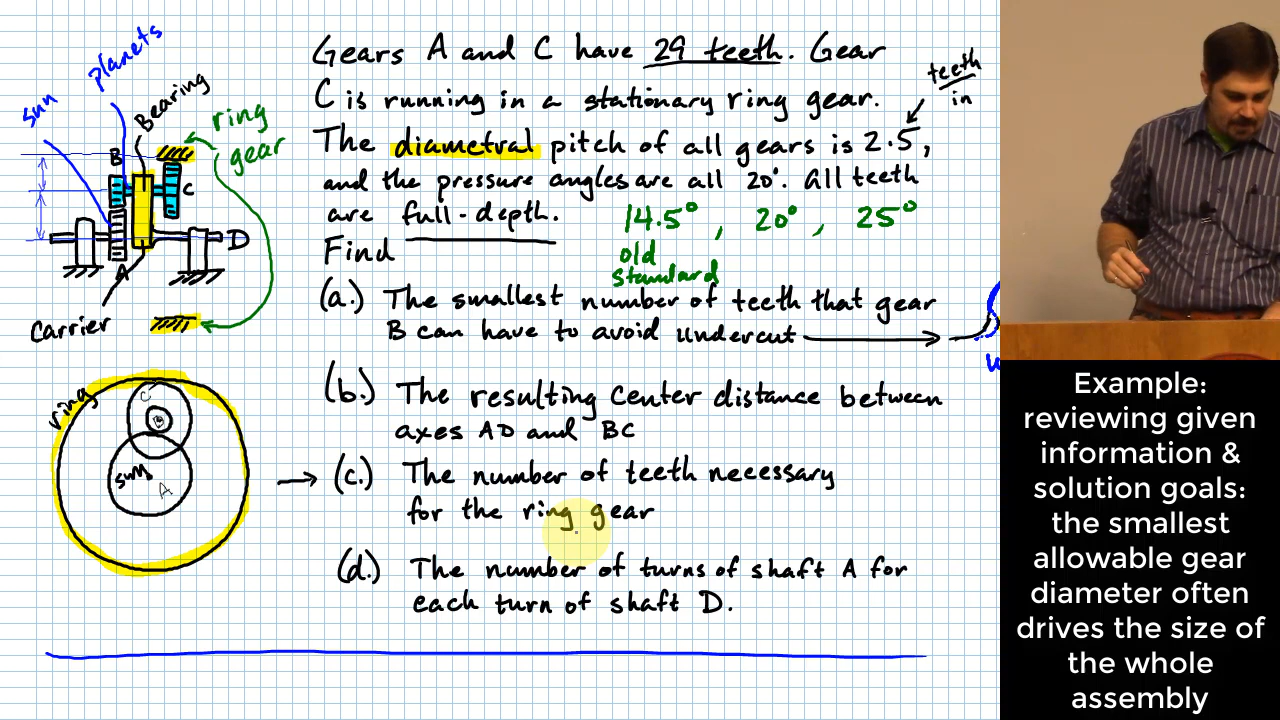 Gears A and C have 29 teeth. Gear
C is running in a stationary ring gear.
The diametral pitch of all gears is 2.5,
and the pressure angles are all 20°. All teeth
are full-depth.
14.5°, 20°, 25°
old
standard
teeth
in
Find
(a.) The smallest number of teeth that gear
B can have to avoid undercut
(b.) The resulting center distance between
axes AD and BC
(c.) The number of teeth necessary
for the ring gear
(d.) The number of turns of shaft A for
each turn of shaft D.
sun
planets
Bearing
ring
gear
B
C
D
A
Carrier
ring
C
B
sun
A
Example:
reviewing given
information &
solution goals:
the smallest
allowable gear
diameter often
drives the size of
the whole
assembly